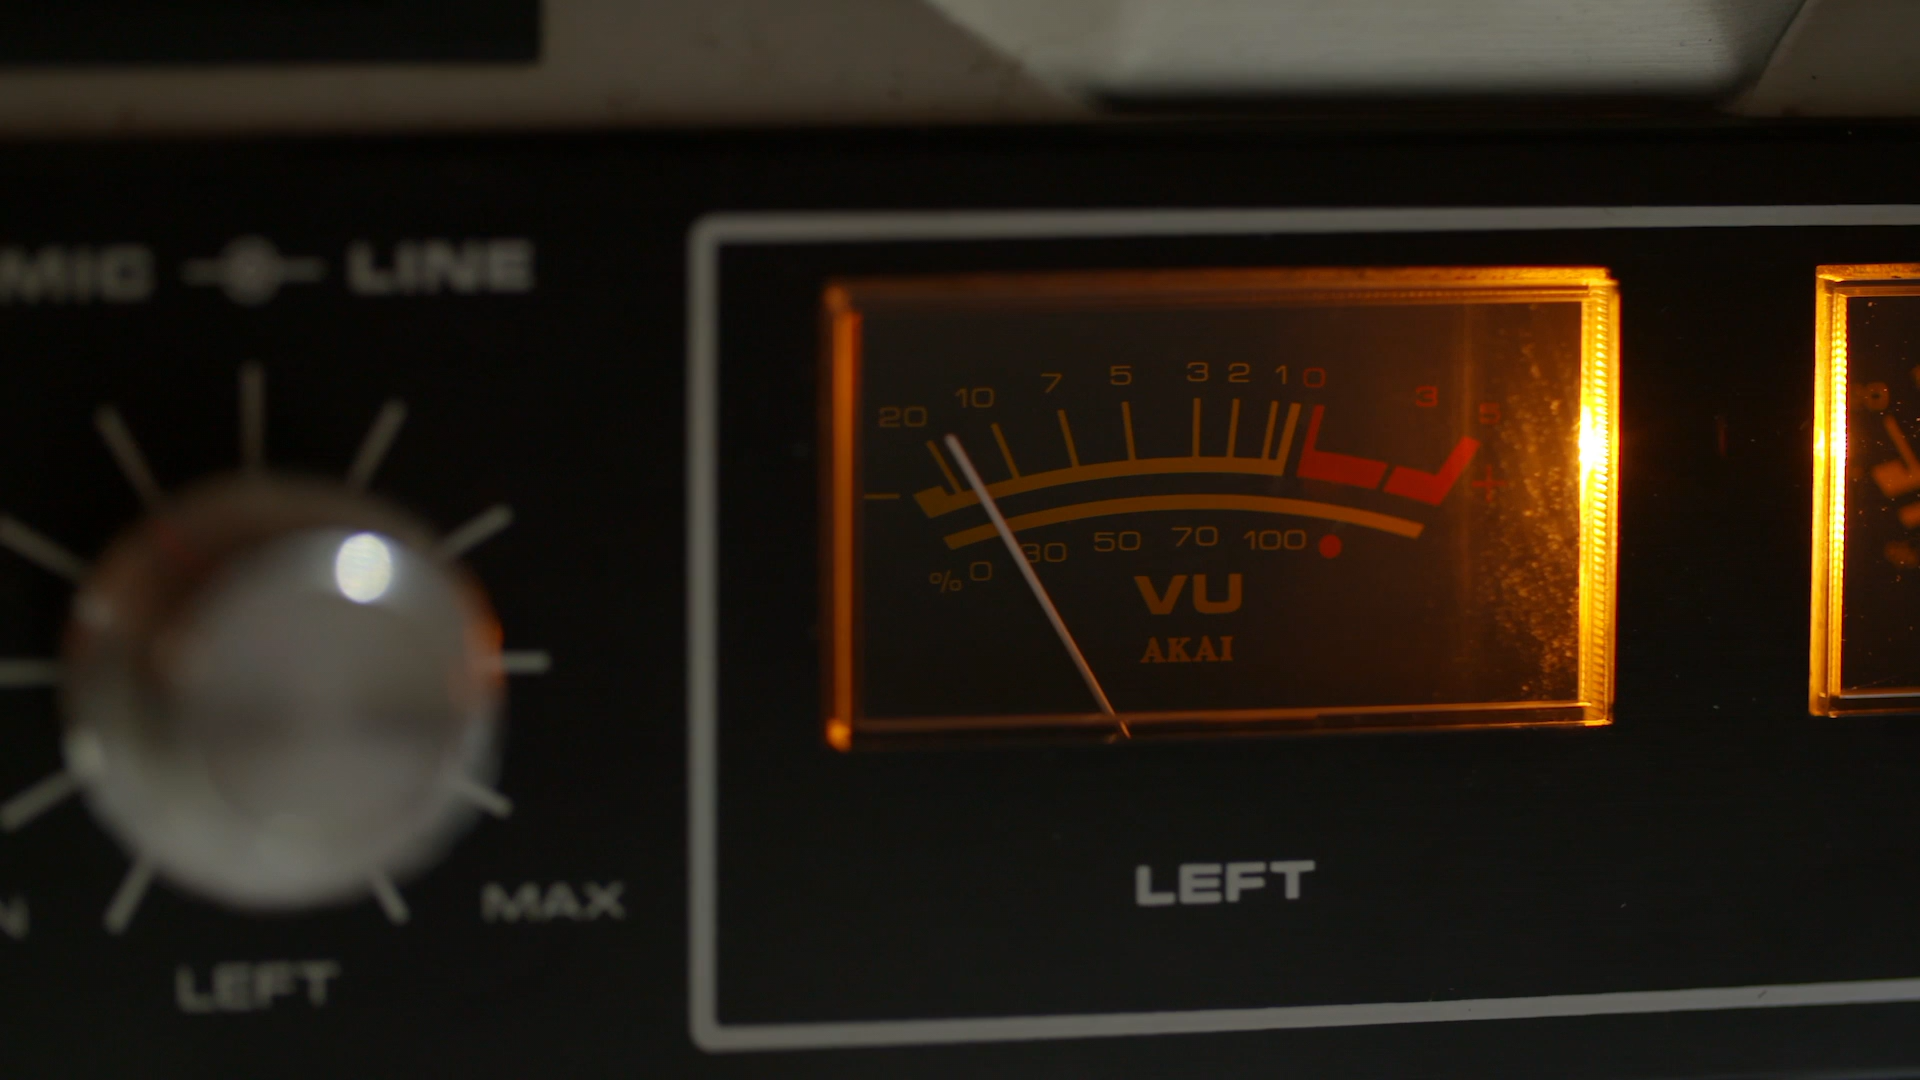 MIC LINE
20 10 7 5 3 2 1 0 3 5
- +
% 0 30 50 70 100
VU
AKAI
LEFT
MAX
LEFT